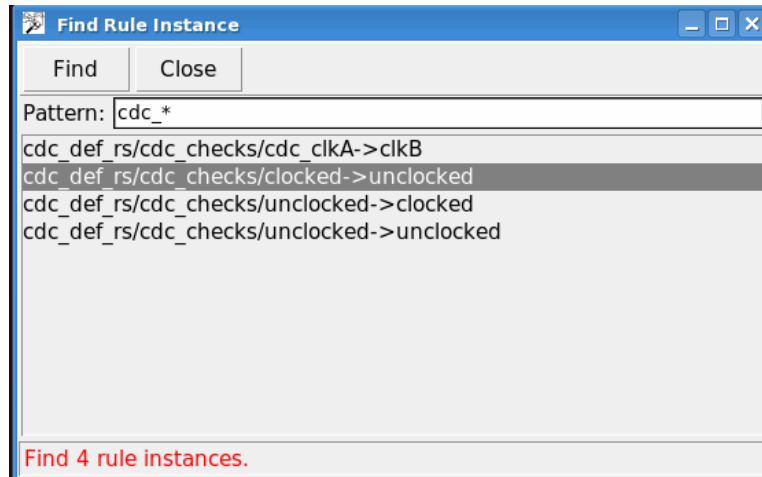 Find Rule Instance
Find Close
Pattern: cdc_*
cdc_def_rs/cdc_checks/cdc_clkA->clkB
cdc_def_rs/cdc_checks/clocked->unclocked
cdc_def_rs/cdc_checks/unclocked->clocked
cdc_def_rs/cdc_checks/unclocked->unclocked
Find 4 rule instances.